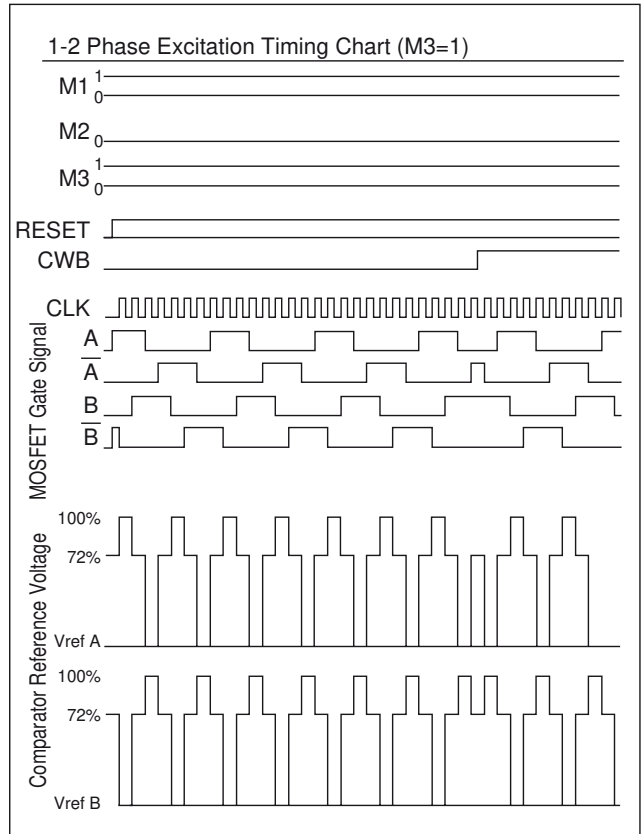 1-2 Phase Excitation Timing Chart (M3=1)
M1 1
0
M2 0
M3 1
0
RESET
CWB
CLK
MOSFET Gate Signal
A
A̅
B
B̅
Comparator Reference Voltage
100%
72%
Vref A
100%
72%
Vref B